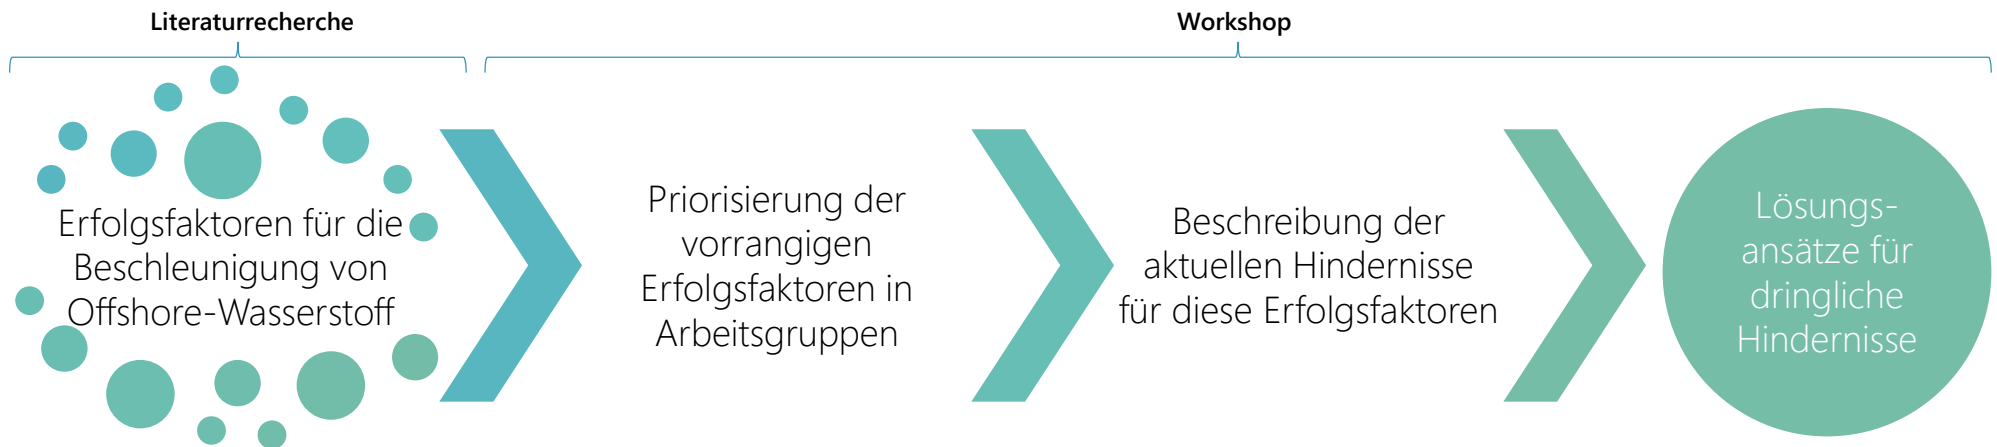 Literaturrecherche
Workshop
Erfolgsfaktoren für die
Beschleunigung von
Offshore-Wasserstoff
Priorisierung der
vorrangigen
Erfolgsfaktoren in
Arbeitsgruppen
Beschreibung der
aktuellen Hindernisse
für diese Erfolgsfaktoren
Lösungs-
ansätze für
dringliche
Hindernisse